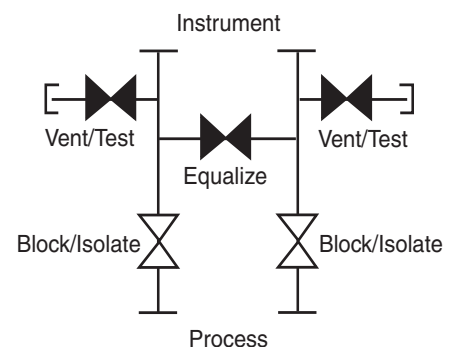 Instrument
Vent/Test
Vent/Test
Equalize
Block/Isolate
Block/Isolate
Process